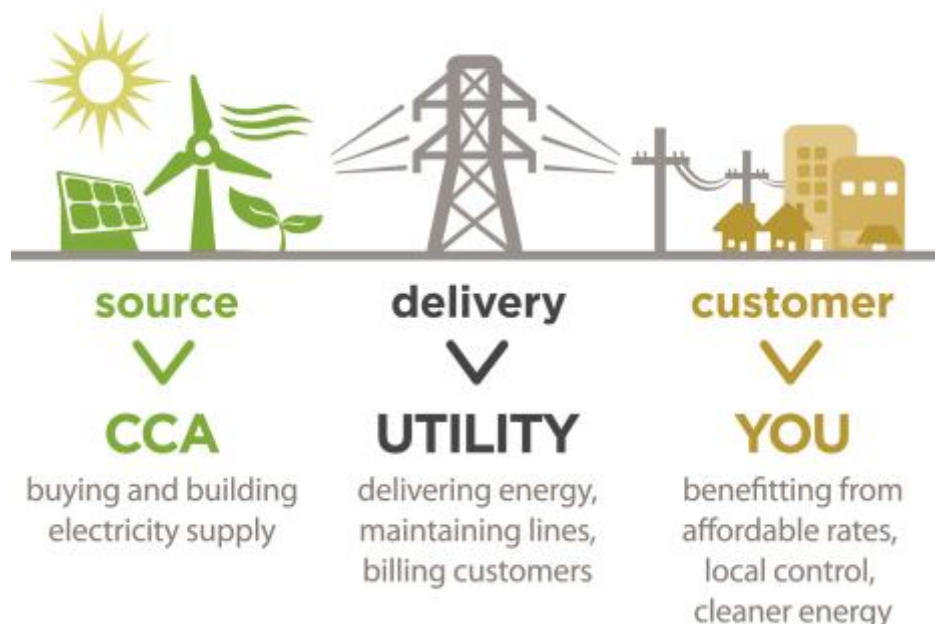 source
delivery
customer
CCA
UTILITY
YOU
buying and building
electricity supply
delivering energy,
maintaining lines,
billing customers
benefitting from
affordable rates,
local control,
cleaner energy